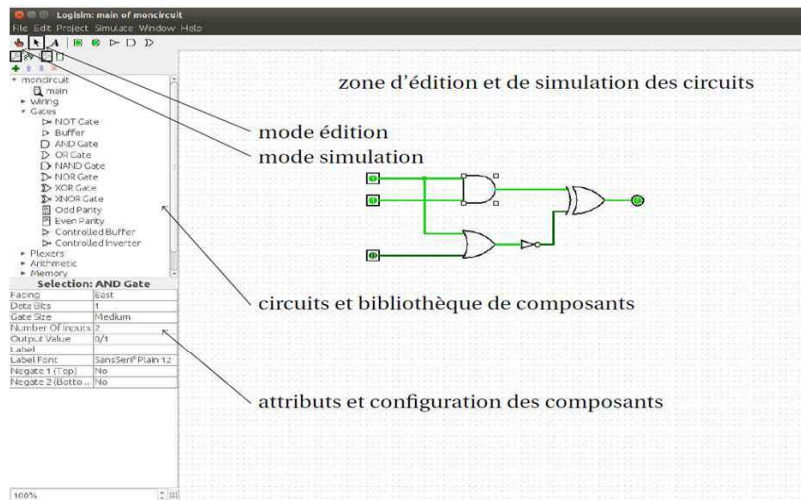 Logisim: main of moncircuit
File Edit Project Simulate Window Help
A
moncircuit
main
Wiring
Gates
NOT Gate
Buffer
AND Gate
OR Gate
NAND Gate
NOR Gate
XOR Gate
XNOR Gate
Odd Parity
Even Parity
Controlled Buffer
Controlled Inverter
Plexers
Arithmetic
Memory
Selection: AND Gate
Facing East
Data Bits 1
Gate Size Medium
Number Of Inputs 2
Output Value 0/1
Label
Label Font SansSerif Plain 12
Negate 1 (Top) No
Negate 2 (Botto... No
100%
zone d'édition et de simulation des circuits
mode édition
mode simulation
circuits et bibliothèque de composants
attributs et configuration des composants